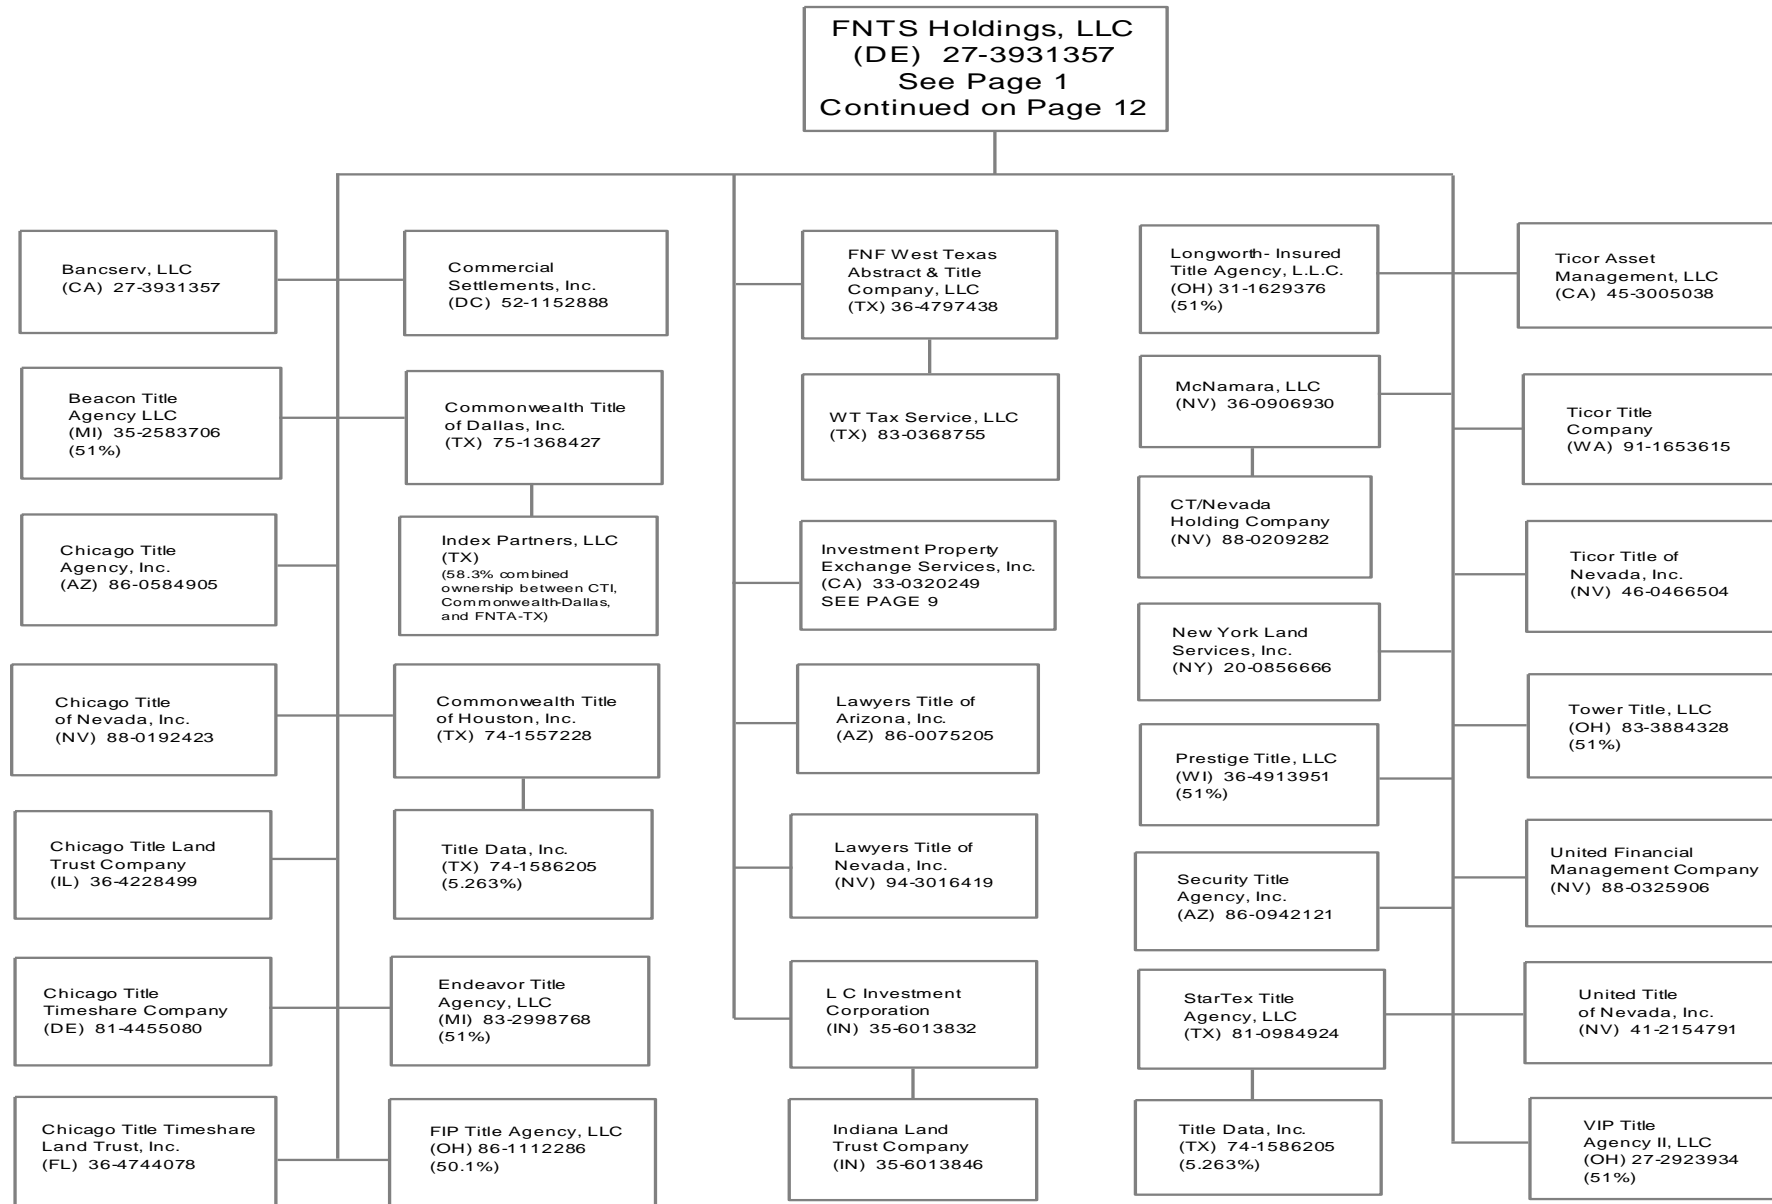 FNTS Holdings, LLC
(DE) 27-3931357
See Page 1
Continued on Page 12
Bancserv, LLC
(CA) 27-3931357
Beacon Title
Agency LLC
(MI) 35-2583706
(51%)
Chicago Title
Agency, Inc.
(AZ) 86-0584905
Chicago Title
of Nevada, Inc.
(NV) 88-0192423
Chicago Title Land
Trust Company
(IL) 36-4228499
Chicago Title
Timeshare Company
(DE) 81-4455080
Chicago Title Timeshare
Land Trust, Inc.
(FL) 36-4744078
Commercial
Settlements, Inc.
(DC) 52-1152888
Commonwealth Title
of Dallas, Inc.
(TX) 75-1368427
Index Partners, LLC
(TX)
(58.3% combined
ownership between CTI,
Commonwealth-Dallas,
and FNTA-TX)
Commonwealth Title
of Houston, Inc.
(TX) 74-1557228
Title Data, Inc.
(TX) 74-1586205
(5.263%)
Endeavor Title
Agency, LLC
(MI) 83-2998768
(51%)
FIP Title Agency, LLC
(OH) 86-1112286
(50.1%)
FNF West Texas
Abstract & Title
Company, LLC
(TX) 36-4797438
WT Tax Service, LLC
(TX) 83-0368755
Investment Property
Exchange Services, Inc.
(CA) 33-0320249
SEE PAGE 9
Lawyers Title of
Arizona, Inc.
(AZ) 86-0075205
Lawyers Title of
Nevada, Inc.
(NV) 94-3016419
L C Investment
Corporation
(IN) 35-6013832
Indiana Land
Trust Company
(IN) 35-6013846
Longworth- Insured
Title Agency, L.L.C.
(OH) 31-1629376
(51%)
McNamara, LLC
(NV) 36-0906930
CT/Nevada
Holding Company
(NV) 88-0209282
New York Land
Services, Inc.
(NY) 20-0856666
Prestige Title, LLC
(WI) 36-4913951
(51%)
Security Title
Agency, Inc.
(AZ) 86-0942121
StarTex Title
Agency, LLC
(TX) 81-0984924
Title Data, Inc.
(TX) 74-1586205
(5.263%)
Ticor Asset
Management, LLC
(CA) 45-3005038
Ticor Title
Company
(WA) 91-1653615
Ticor Title of
Nevada, Inc.
(NV) 46-0466504
Tower Title, LLC
(OH) 83-3884328
(51%)
United Financial
Management Company
(NV) 88-0325906
United Title
of Nevada, Inc.
(NV) 41-2154791
VIP Title
Agency II, LLC
(OH) 27-2923934
(51%)